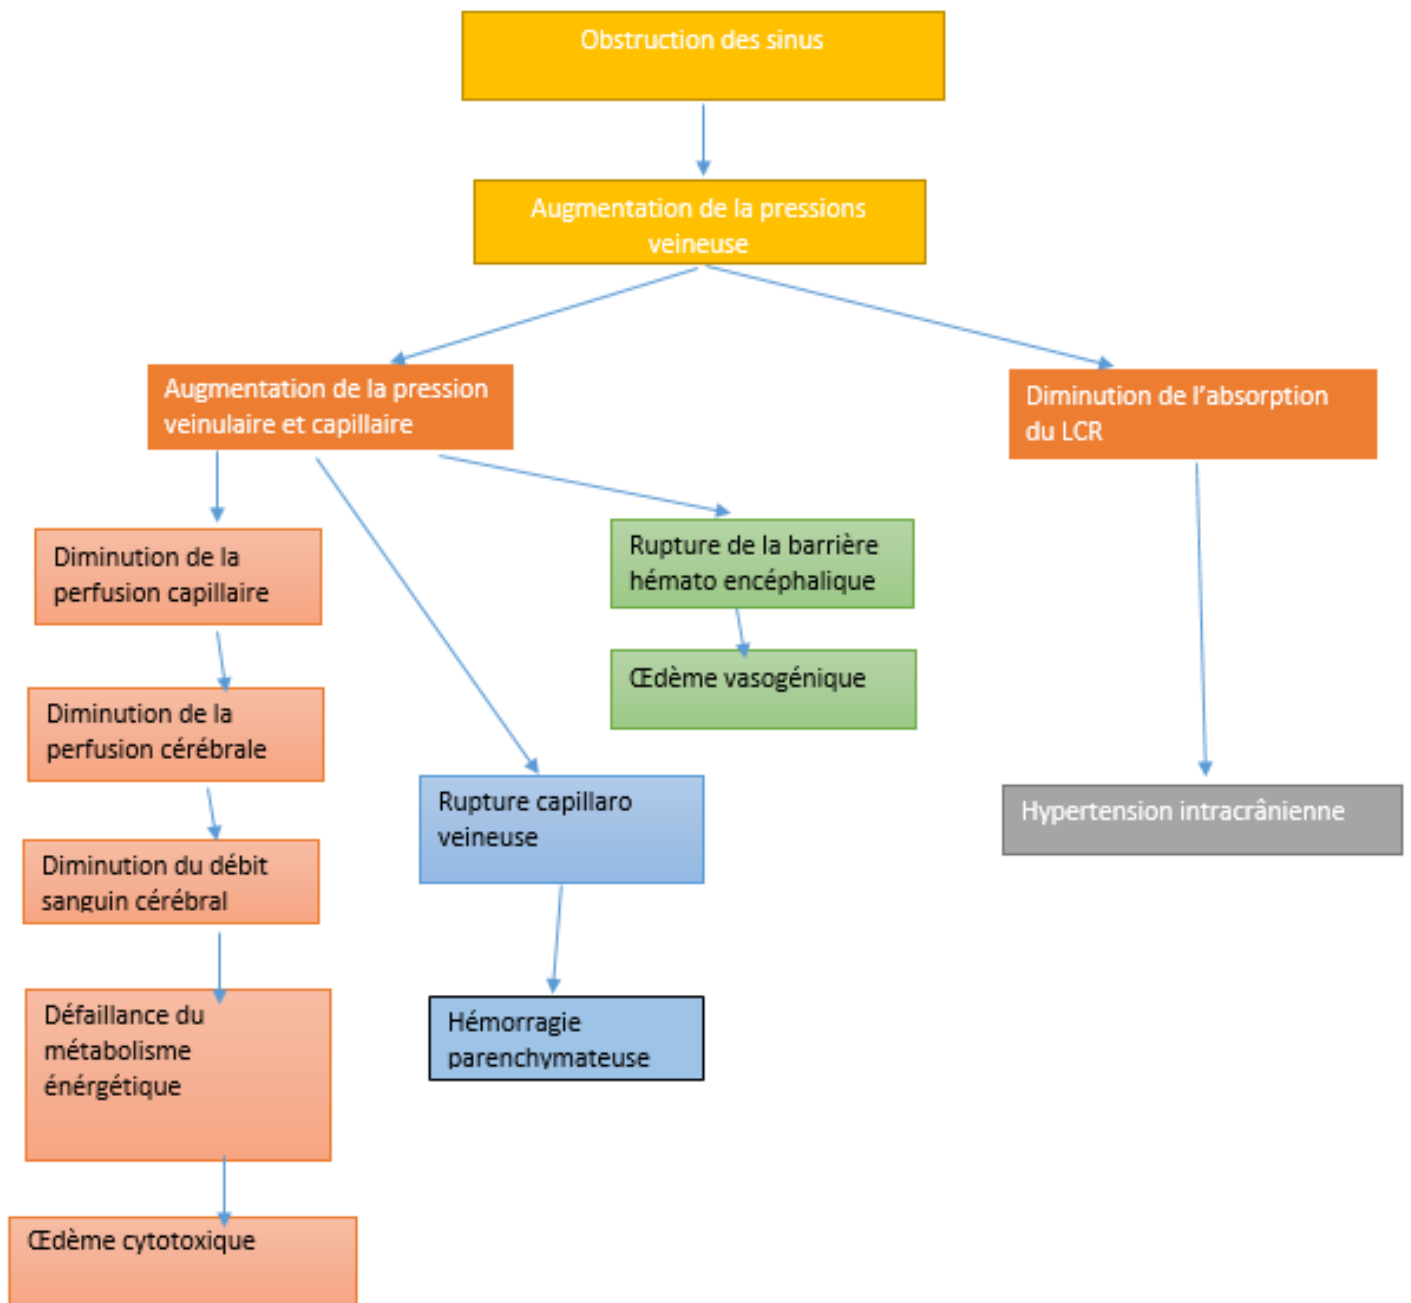 Obstruction des sinus
Augmentation de la pressions
veineuse
Augmentation de la pression
veinulaire et capillaire
Diminution de l'absorption
du LCR
Diminution de la
perfusion capillaire
Rupture de la barrière
hémato encéphalique
Œdème vasogénique
Diminution de la
perfusion cérébrale
Rupture capillaro
veineuse
Hypertension intracrânienne
Diminution du débit
sanguin cérébral
Défaillance du
métabolisme
énérgétique
Hémorragie
parenchymateuse
Œdème cytotoxique